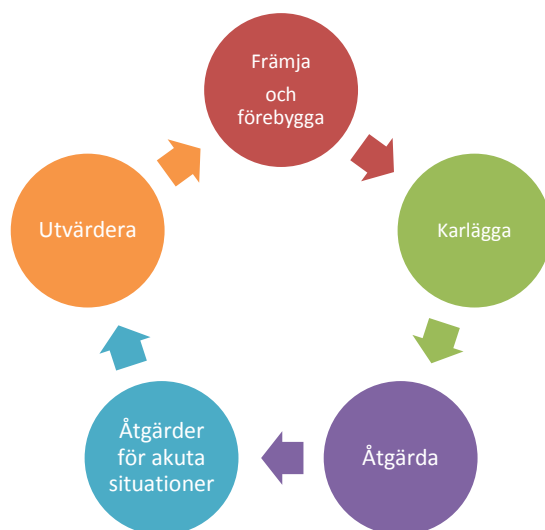 Främja
och
förebygga
Karlägga
Åtgärda
Åtgärder
för akuta
situationer
Utvärdera